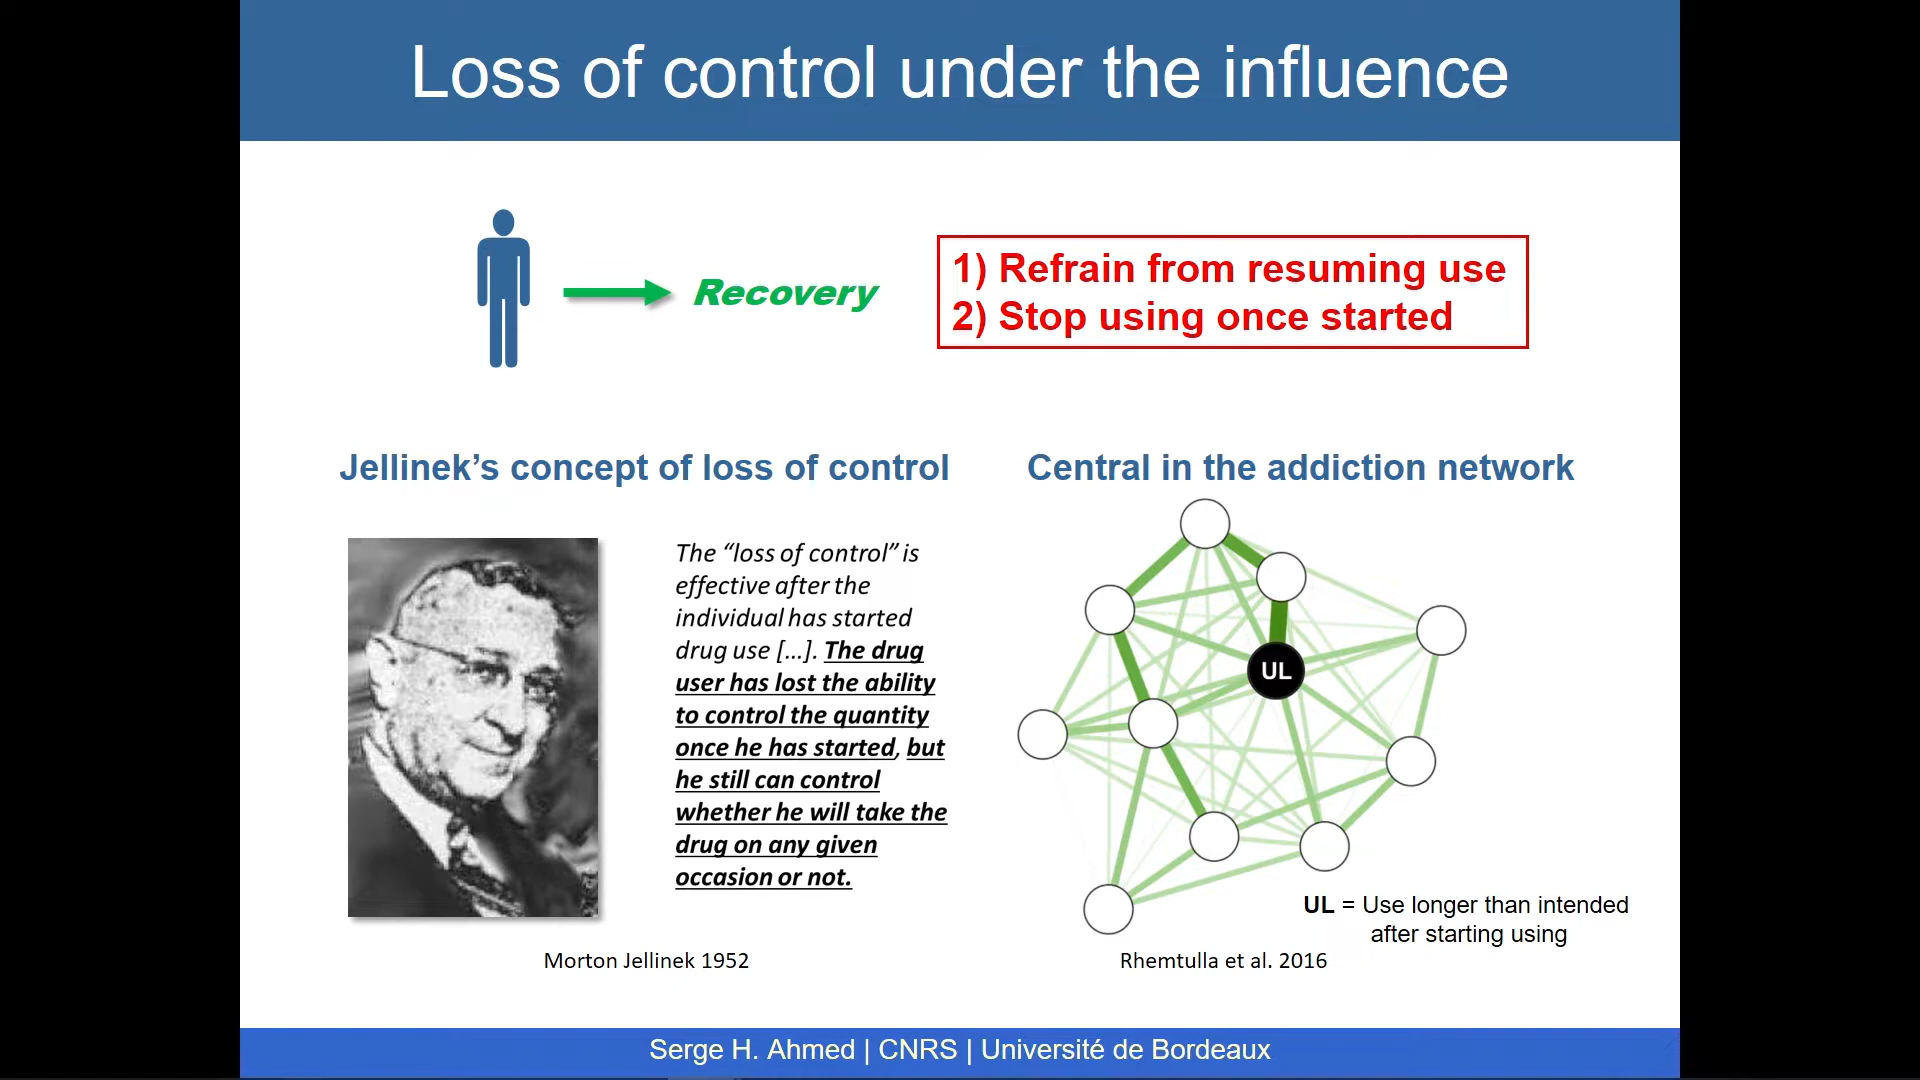 Loss of control under the influence
Recovery
1) Refrain from resuming use
2) Stop using once started
Jellinek’s concept of loss of control
The “loss of control” is
effective after the
individual has started
drug use [...]. The drug
user has lost the ability
to control the quantity
once he has started, but
he still can control
whether he will take the
drug on any given
occasion or not.
Morton Jellinek 1952
Central in the addiction network
UL
UL = Use longer than intended
after starting using
Rhemtulla et al. 2016
Serge H. Ahmed | CNRS | Université de Bordeaux